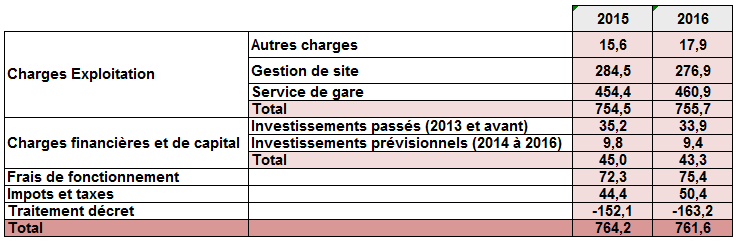 2015 2016
Charges Exploitation Autres charges 15,6 17,9
Gestion de site 284,5 276,9
Service de gare 454,4 460,9
Total 754,5 755,7
Charges financières et de capital Investissements passés (2013 et avant) 35,2 33,9
Investissements prévisionnels (2014 à 2016) 9,8 9,4
Total 45,0 43,3
Frais de fonctionnement 72,3 75,4
Impots et taxes 44,4 50,4
Traitement décret -152,1 -163,2
Total 764,2 761,6